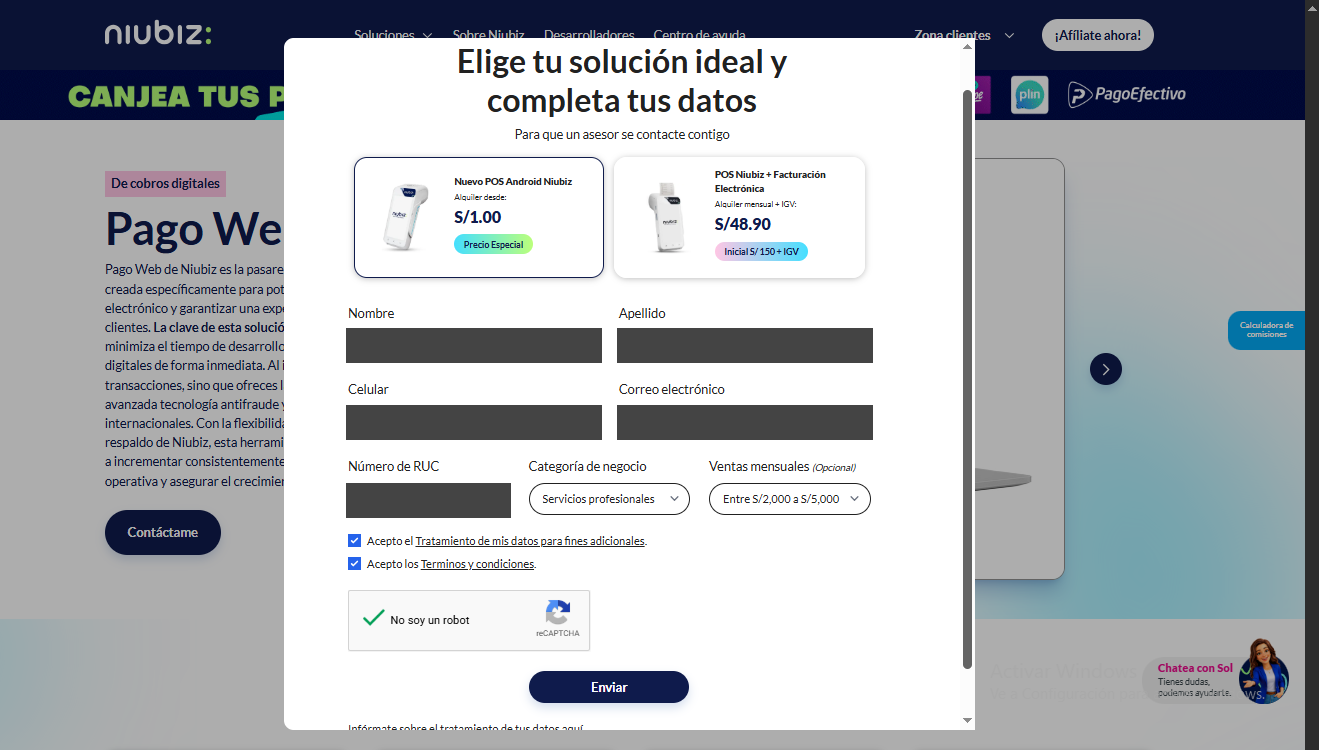 niubiz:
Soluciones
Sobre Niubiz
Desarrolladores
Centro de ayuda
Zona clientes
¡Afíliate ahora!
CANJEA TUS
plin
PagoEfectivo
De cobros digitales
Pago We
Pago Web de Niubiz es la pasare
creada específicamente para pot
electrónico y garantizar una exp
clientes. La clave de esta solució
minimiza el tiempo de desarrollo
digitales de forma inmediata. Al i
transacciones, sino que ofreces l
avanzada tecnología antifraude y
internacionales. Con la flexibilida
respaldo de Niubiz, esta herrami
a incrementar consistentemente
operativa y asegurar el crecimier
Contáctame
Elige tu solución ideal y
completa tus datos
Para que un asesor se contacte contigo
Nuevo POS Android Niubiz
Alquiler desde:
S/1.00
Precio Especial
POS Niubiz + Facturación
Electrónica
Alquiler mensual + IGV:
S/48.90
Inicial S/ 150 + IGV
Nombre
Apellido
Celular
Correo electrónico
Número de RUC
Categoría de negocio
Ventas mensuales (Opcional)
Servicios profesionales
Entre S/2,000 a S/5,000
Acepto el Tratamiento de mis datos para fines adicionales.
Acepto los Terminos y condiciones.
No soy un robot
reCAPTCHA
Enviar
Infórmate sobre el tratamiento de tus datos aquí
Calculadora de
comisiones
Activar Windows
Chatea con Sol
Tienes dudas,
podemos ayudarte.